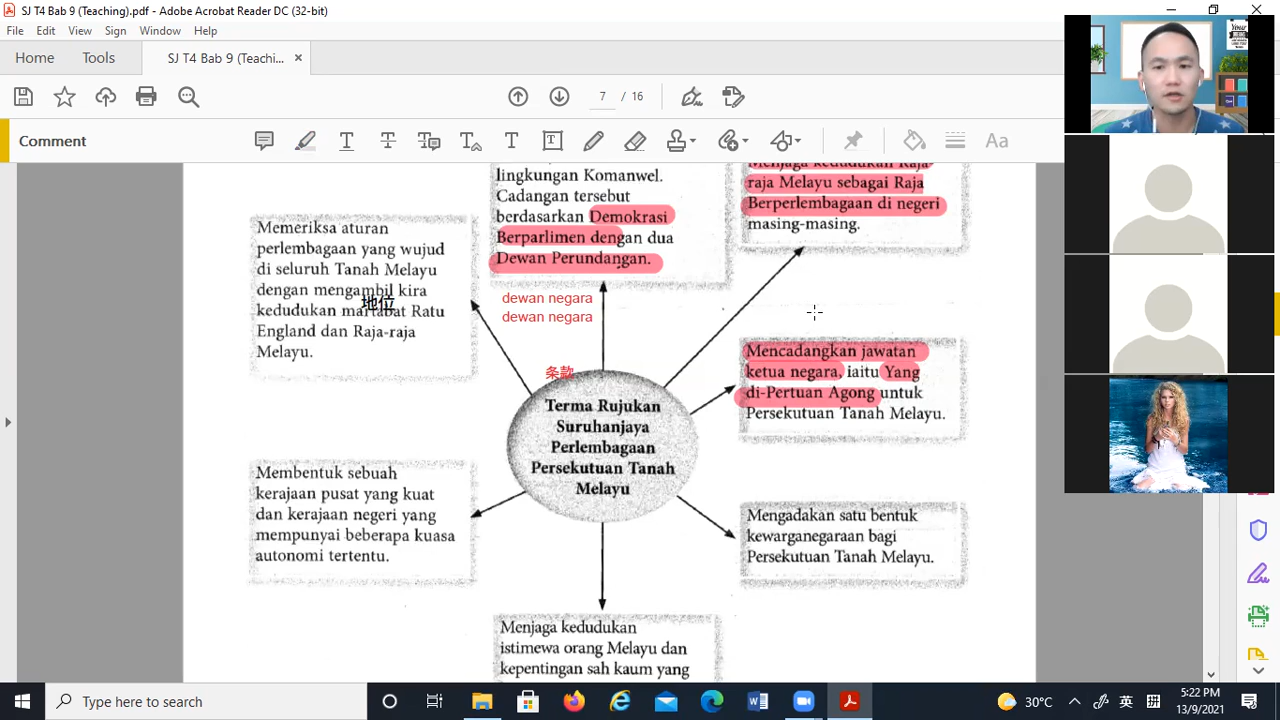 SJ T4 Bab 9 (Teaching).pdf - Adobe Acrobat Reader DC (32-bit)
File Edit View Sign Window Help
Home Tools SJ T4 Bab 9 (Teachi... ×
7 / 16
Comment
Aa
lingkungan Komanwel.
Cadangan tersebut
berdasarkan Demokrasi
Berparlimen dengan dua
Dewan Perundangan.
Menjaga kedudukan Raja-
raja Melayu sebagai Raja
Berperlembagaan di negeri
masing-masing.
Memeriksa aturan
perlembagaan yang wujud
di seluruh Tanah Melayu
dengan mengambil kira
地位
kedudukan martabat Ratu
England dan Raja-raja
Melayu.
dewan negara
dewan negara
Mencadangkan jawatan
ketua negara, iaitu Yang
di-Pertuan Agong untuk
Persekutuan Tanah Melayu.
条款
Terma Rujukan
Suruhanjaya
Perlembagaan
Persekutuan Tanah
Melayu
Membentuk sebuah
kerajaan pusat yang kuat
dan kerajaan negeri yang
mempunyai beberapa kuasa
autonomi tertentu.
Mengadakan satu bentuk
kewarganegaraan bagi
Persekutuan Tanah Melayu.
Menjaga kedudukan
istimewa orang Melayu dan
kepentingan sah kaum yang
Type here to search
30°C
英
拼
5:22 PM
13/9/2021